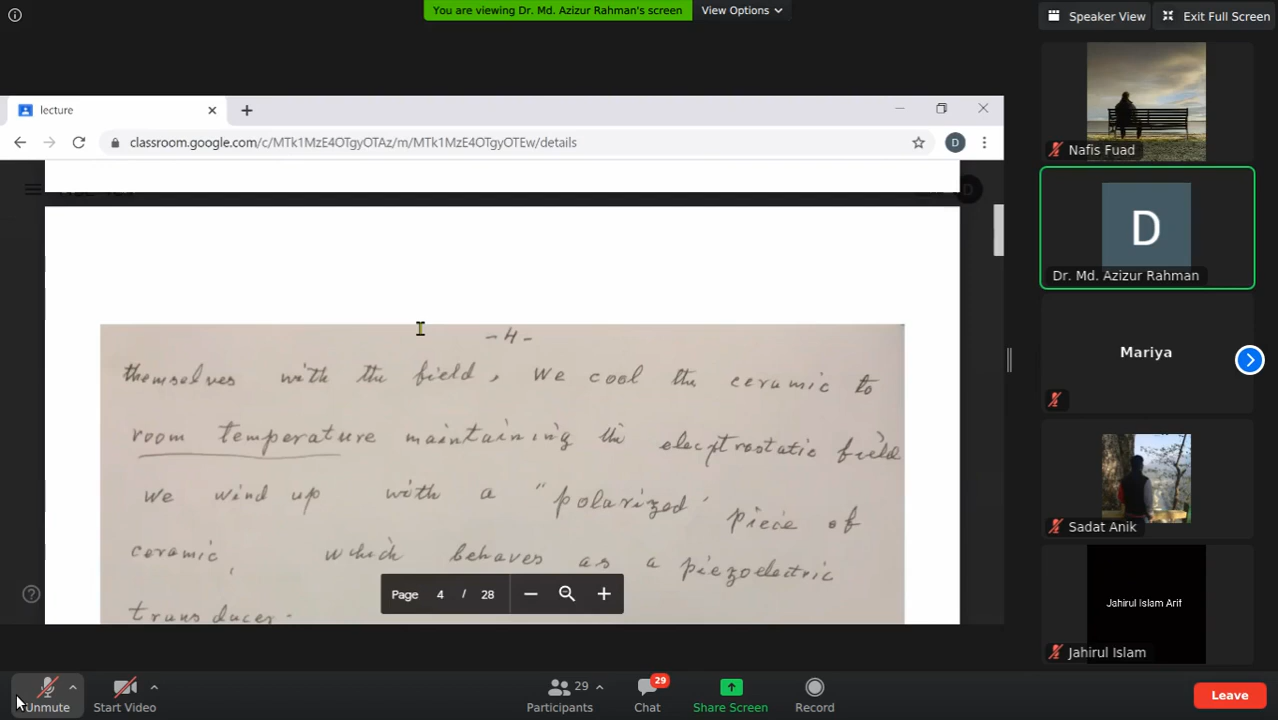 You are viewing Dr. Md. Azizur Rahman's screen
View Options
Speaker View
Exit Full Screen
lecture
classroom.google.com/c/MTk1MzE4OTgyOTAz/m/MTk1MzE4OTgyOTEw/details
D
- 4 -
themselves with the field, We cool the ceramic to
room temperature maintaining the electrostatic field
We wind up with a "polarized" piece of
ceramic, which behaves as a piezoelectric
transducer.
Page 4 / 28
Nafis Fuad
D
Dr. Md. Azizur Rahman
Mariya
Sadat Anik
Jahirul Islam Arif
Jahirul Islam
Unmute
Start Video
29
Participants
29
Chat
Share Screen
Record
Leave